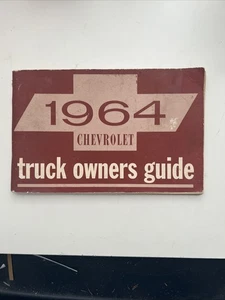 1964
CHEVROLET
truck owners guide